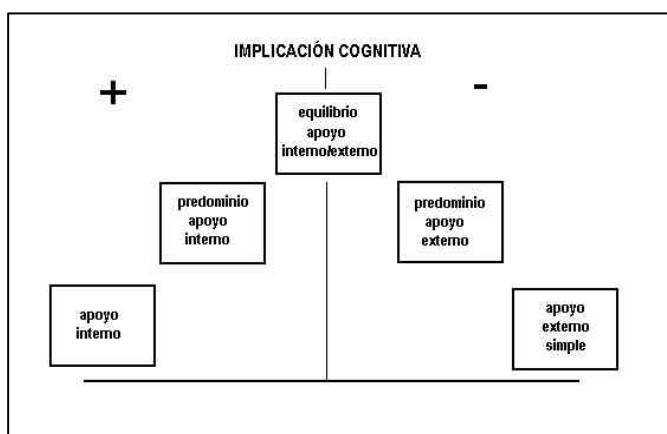 IMPLICACIÓN COGNITIVA
+
-
equilibrio
apoyo
interno/externo
predominio
apoyo
interno
predominio
apoyo
externo
apoyo
interno
apoyo
externo
simple